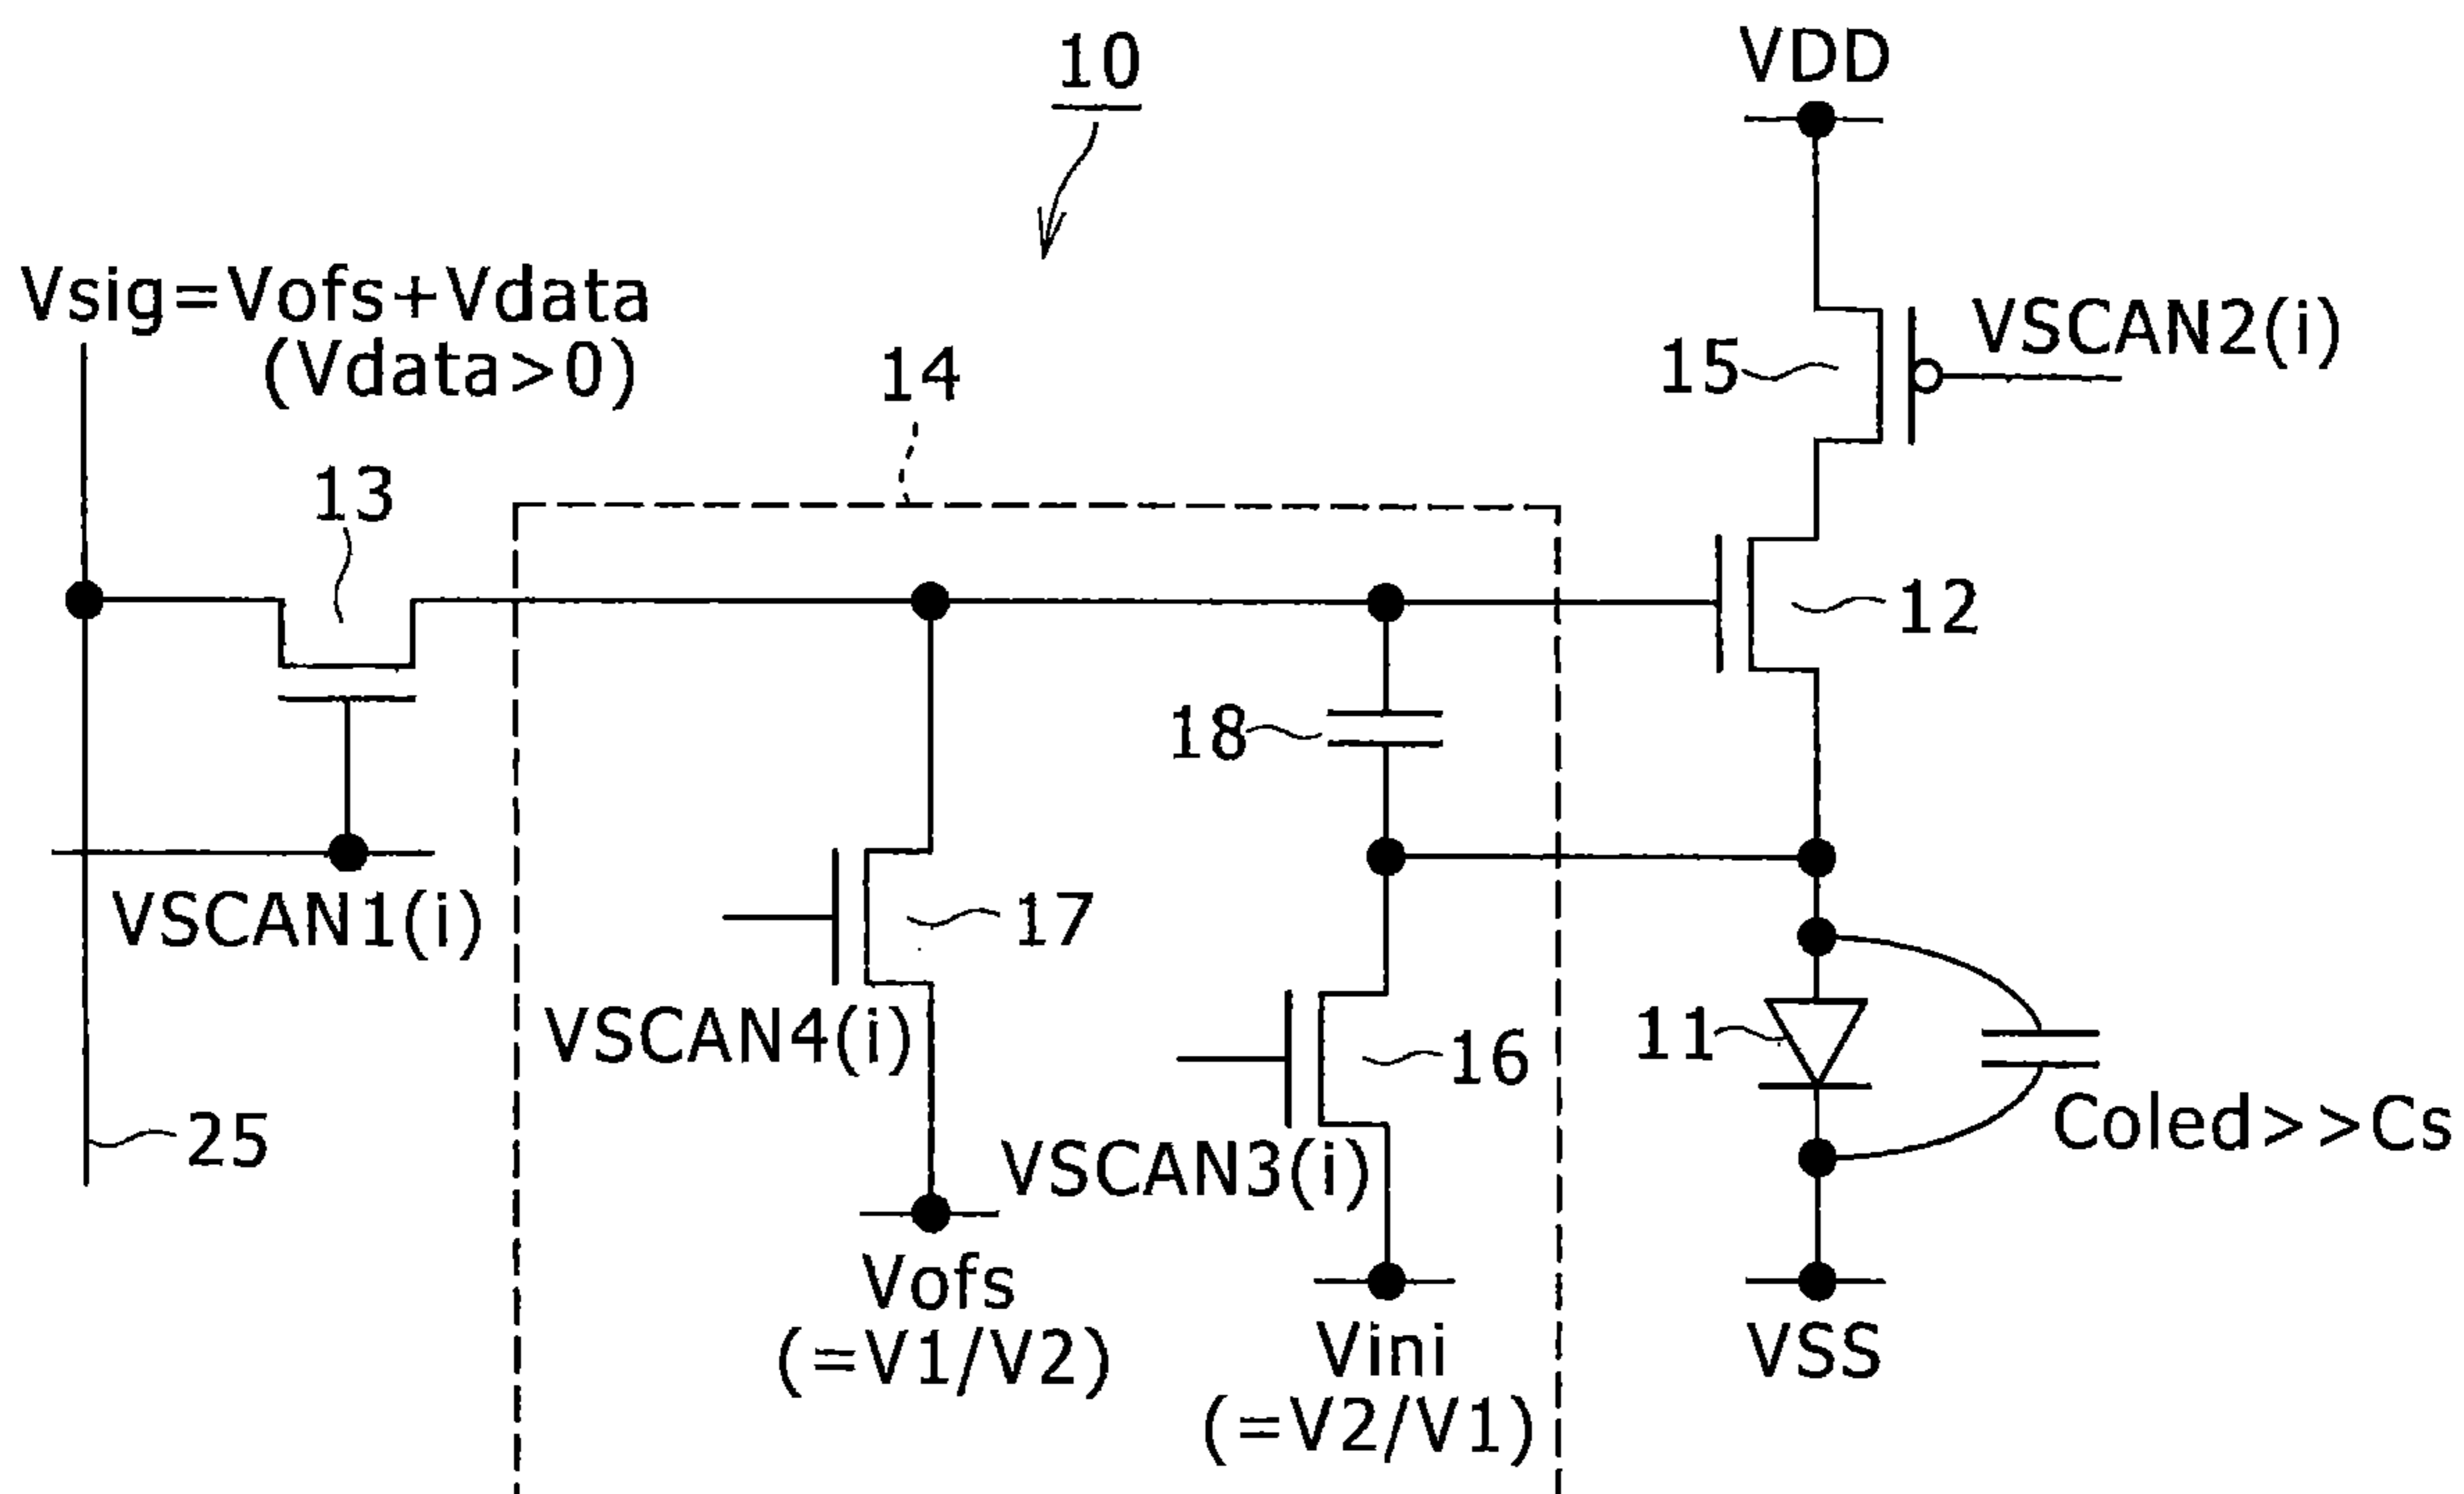 10
VDD
Vsig=Vofs+Vdata
(Vdata>0)
14
15
VSCAN2(i)
13
12
18
VSCAN1(i)
17
VSCAN4(i)
11
16
Coled>>Cs
25
VSCAN3(i)
Vofs
(=V1/V2)
Vini
(=V2/V1)
VSS